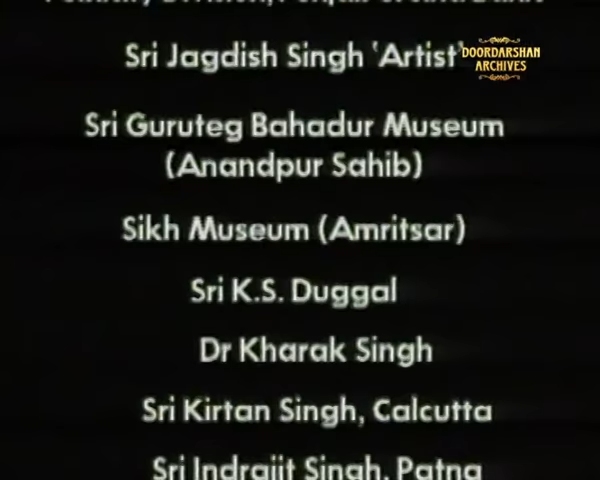 Sri Jagdish Singh 'Artist'
DOORDARSHAN
ARCHIVES
Sri Guruteg Bahadur Museum
(Anandpur Sahib)
Sikh Museum (Amritsar)
Sri K.S. Duggal
Dr Kharak Singh
Sri Kirtan Singh, Calcutta
Sri Indrajit Singh, Patna